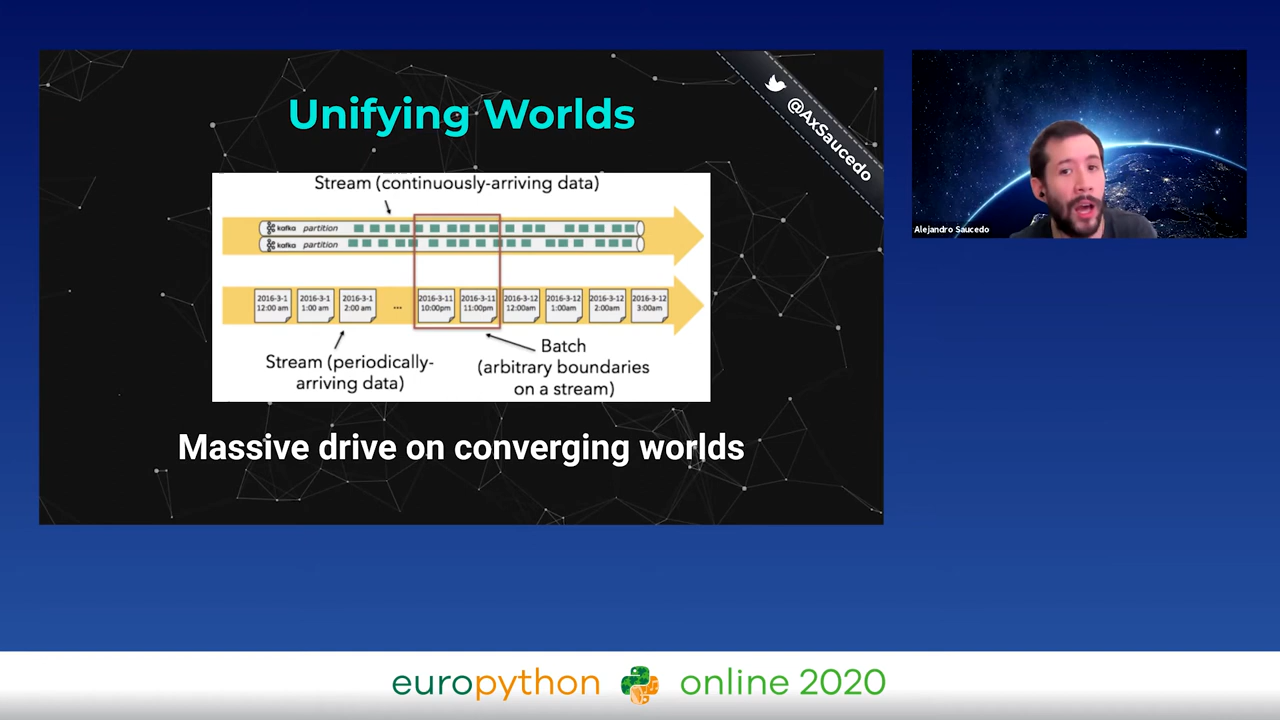 Unifying Worlds
@AxSaucedo
Stream (continuously-arriving data)
kafka partition
kafka partition
2016-3-1 12:00 am
2016-3-1 1:00 am
2016-3-1 2:00 am
...
2016-3-11 10:00pm
2016-3-11 11:00pm
2016-3-12 12:00am
2016-3-12 1:00am
2016-3-12 2:00am
2016-3-12 3:00am
Stream (periodically-
arriving data)
Batch
(arbitrary boundaries
on a stream)
Massive drive on converging worlds
Alejandro Saucedo
europython online 2020